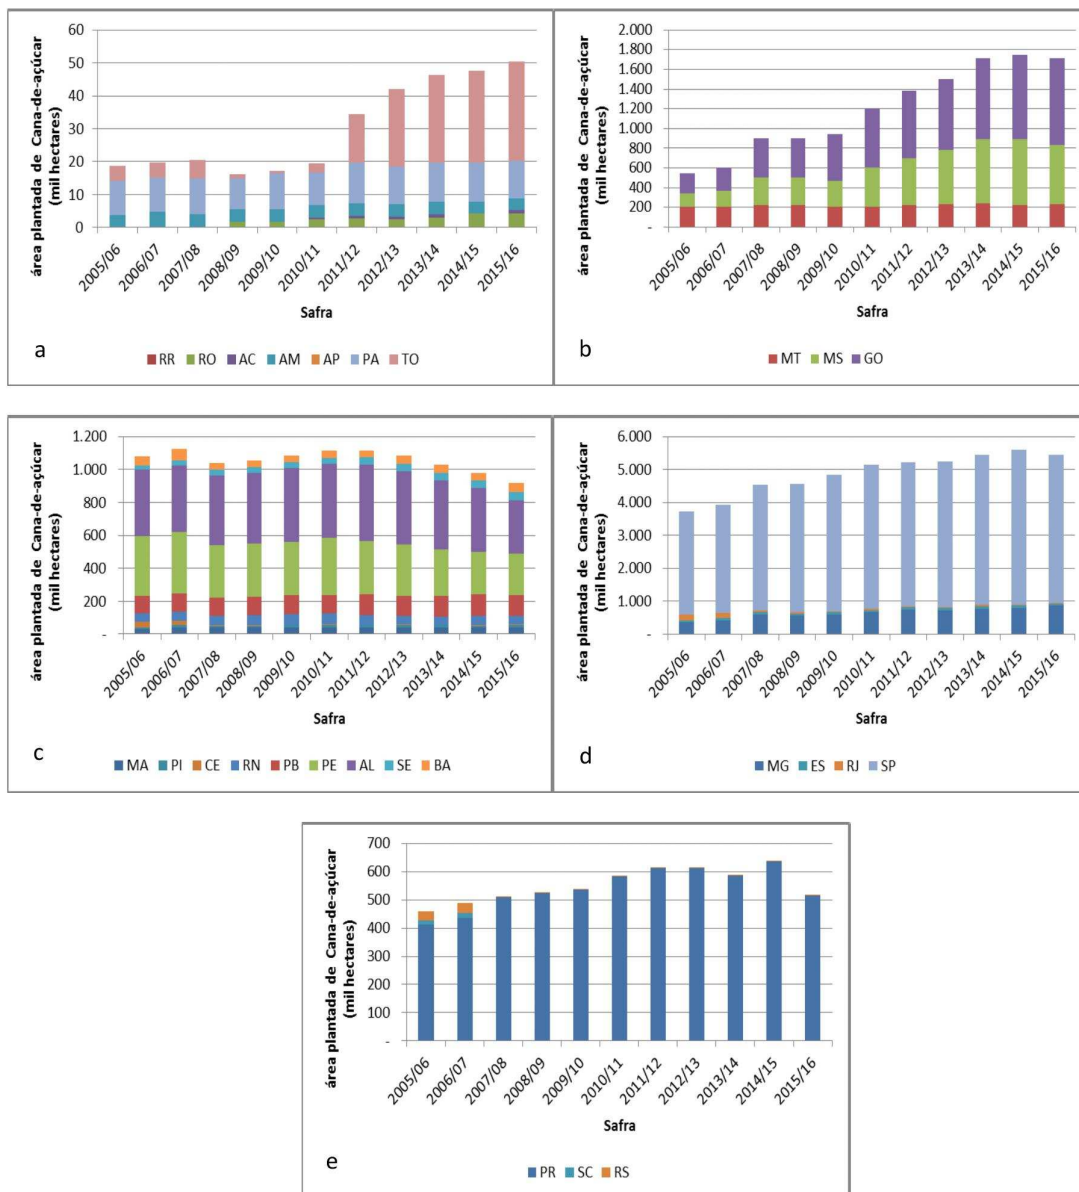 área plantada de Cana-de-açúcar
(mil hectares)
60
50
40
30
20
10
0
2005/06 2006/07 2007/08 2008/09 2009/10 2010/11 2011/12 2012/13 2013/14 2014/15 2015/16
Safra
a
RR RO AC AM AP PA TO
área plantada de Cana-de-açúcar
(mil hectares)
2.000
1.800
1.600
1.400
1.200
1.000
800
600
400
200
-
2005/06 2006/07 2007/08 2008/09 2009/10 2010/11 2011/12 2012/13 2013/14 2014/15 2015/16
Safra
b
MT MS GO
área plantada de Cana-de-açúcar
(mil hectares)
1.200
1.000
800
600
400
200
-
2005/06 2006/07 2007/08 2008/09 2009/10 2010/11 2011/12 2012/13 2013/14 2014/15 2015/16
Safra
c
MA PI CE RN PB PE AL SE BA
área plantada de Cana-de-açúcar
(mil hectares)
6.000
5.000
4.000
3.000
2.000
1.000
-
2005/06 2006/07 2007/08 2008/09 2009/10 2010/11 2011/12 2012/13 2013/14 2014/15 2015/16
Safra
d
MG ES RJ SP
área plantada de Cana-de-açúcar
(mil hectares)
700
600
500
400
300
200
100
-
2005/06 2006/07 2007/08 2008/09 2009/10 2010/11 2011/12 2012/13 2013/14 2014/15 2015/16
Safra
e
PR SC RS